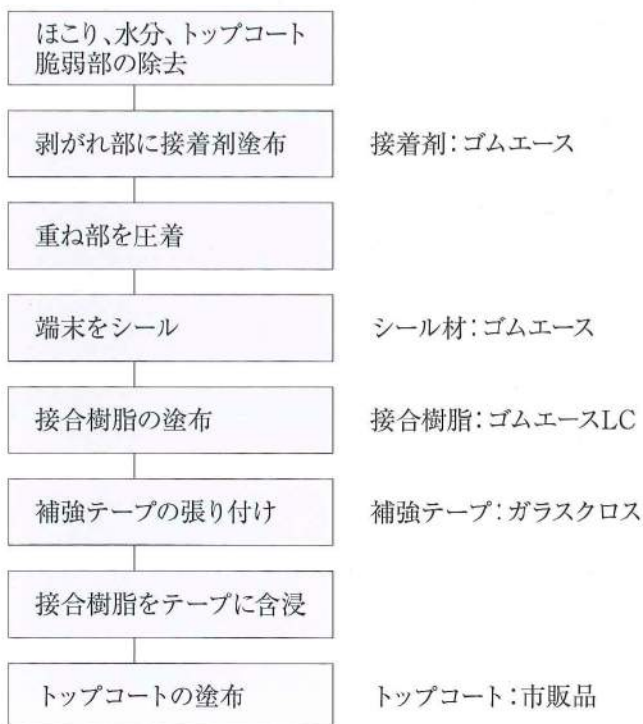 ほこり、水分、トップコート
脆弱部の除去
剥がれ部に接着剤塗布
接着剤:ゴムエース
重ね部を圧着
端末をシール
シール材:ゴムエース
接合樹脂の塗布
接合樹脂:ゴムエースLC
補強テープの張り付け
補強テープ:ガラスクロス
接合樹脂をテープに含浸
トップコートの塗布
トップコート:市販品